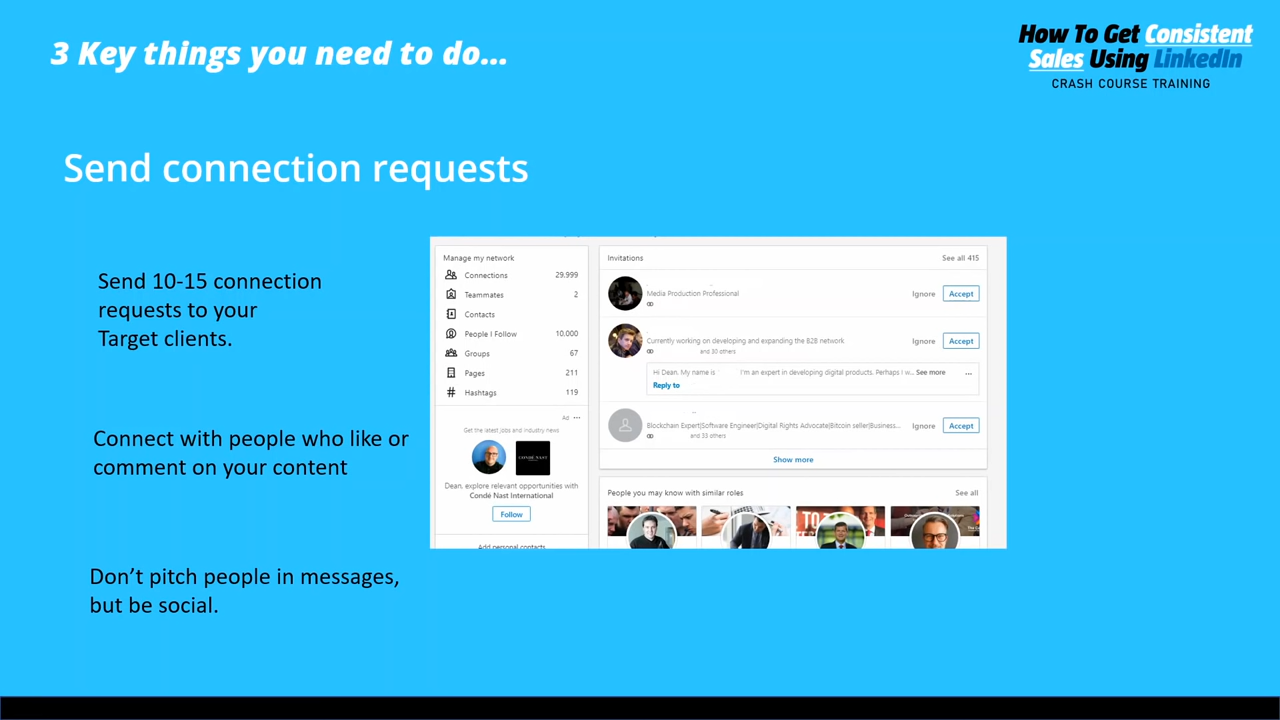 3 Key things you need to do...
How To Get Consistent
Sales Using LinkedIn
CRASH COURSE TRAINING
Send connection requests
Send 10-15 connection
requests to your
Target clients.
Connect with people who like or
comment on your content
Don’t pitch people in messages,
but be social.
Manage my network
Connections 29,999
Teammates 2
Contacts
People I Follow 10,000
Groups 67
Pages 211
Hashtags 119
Ad ...
Get the latest jobs and industry news
CONDÉ NAST
Dean, explore relevant opportunities with
Condé Nast International
Follow
Add personal contacts
Invitations See all 415
Media Production Professional
Ignore Accept
Currently working on developing and expanding the B2B network
and 30 others
Ignore Accept
Hi Dean. My name is I'm an expert in developing digital products. Perhaps I w... See more ...
Reply to
Blockchain Expert|Software Engineer|Digital Rights Advocate|Bitcoin seller|Business...
and 33 others
Ignore Accept
Show more
People you may know with similar roles See all
TO